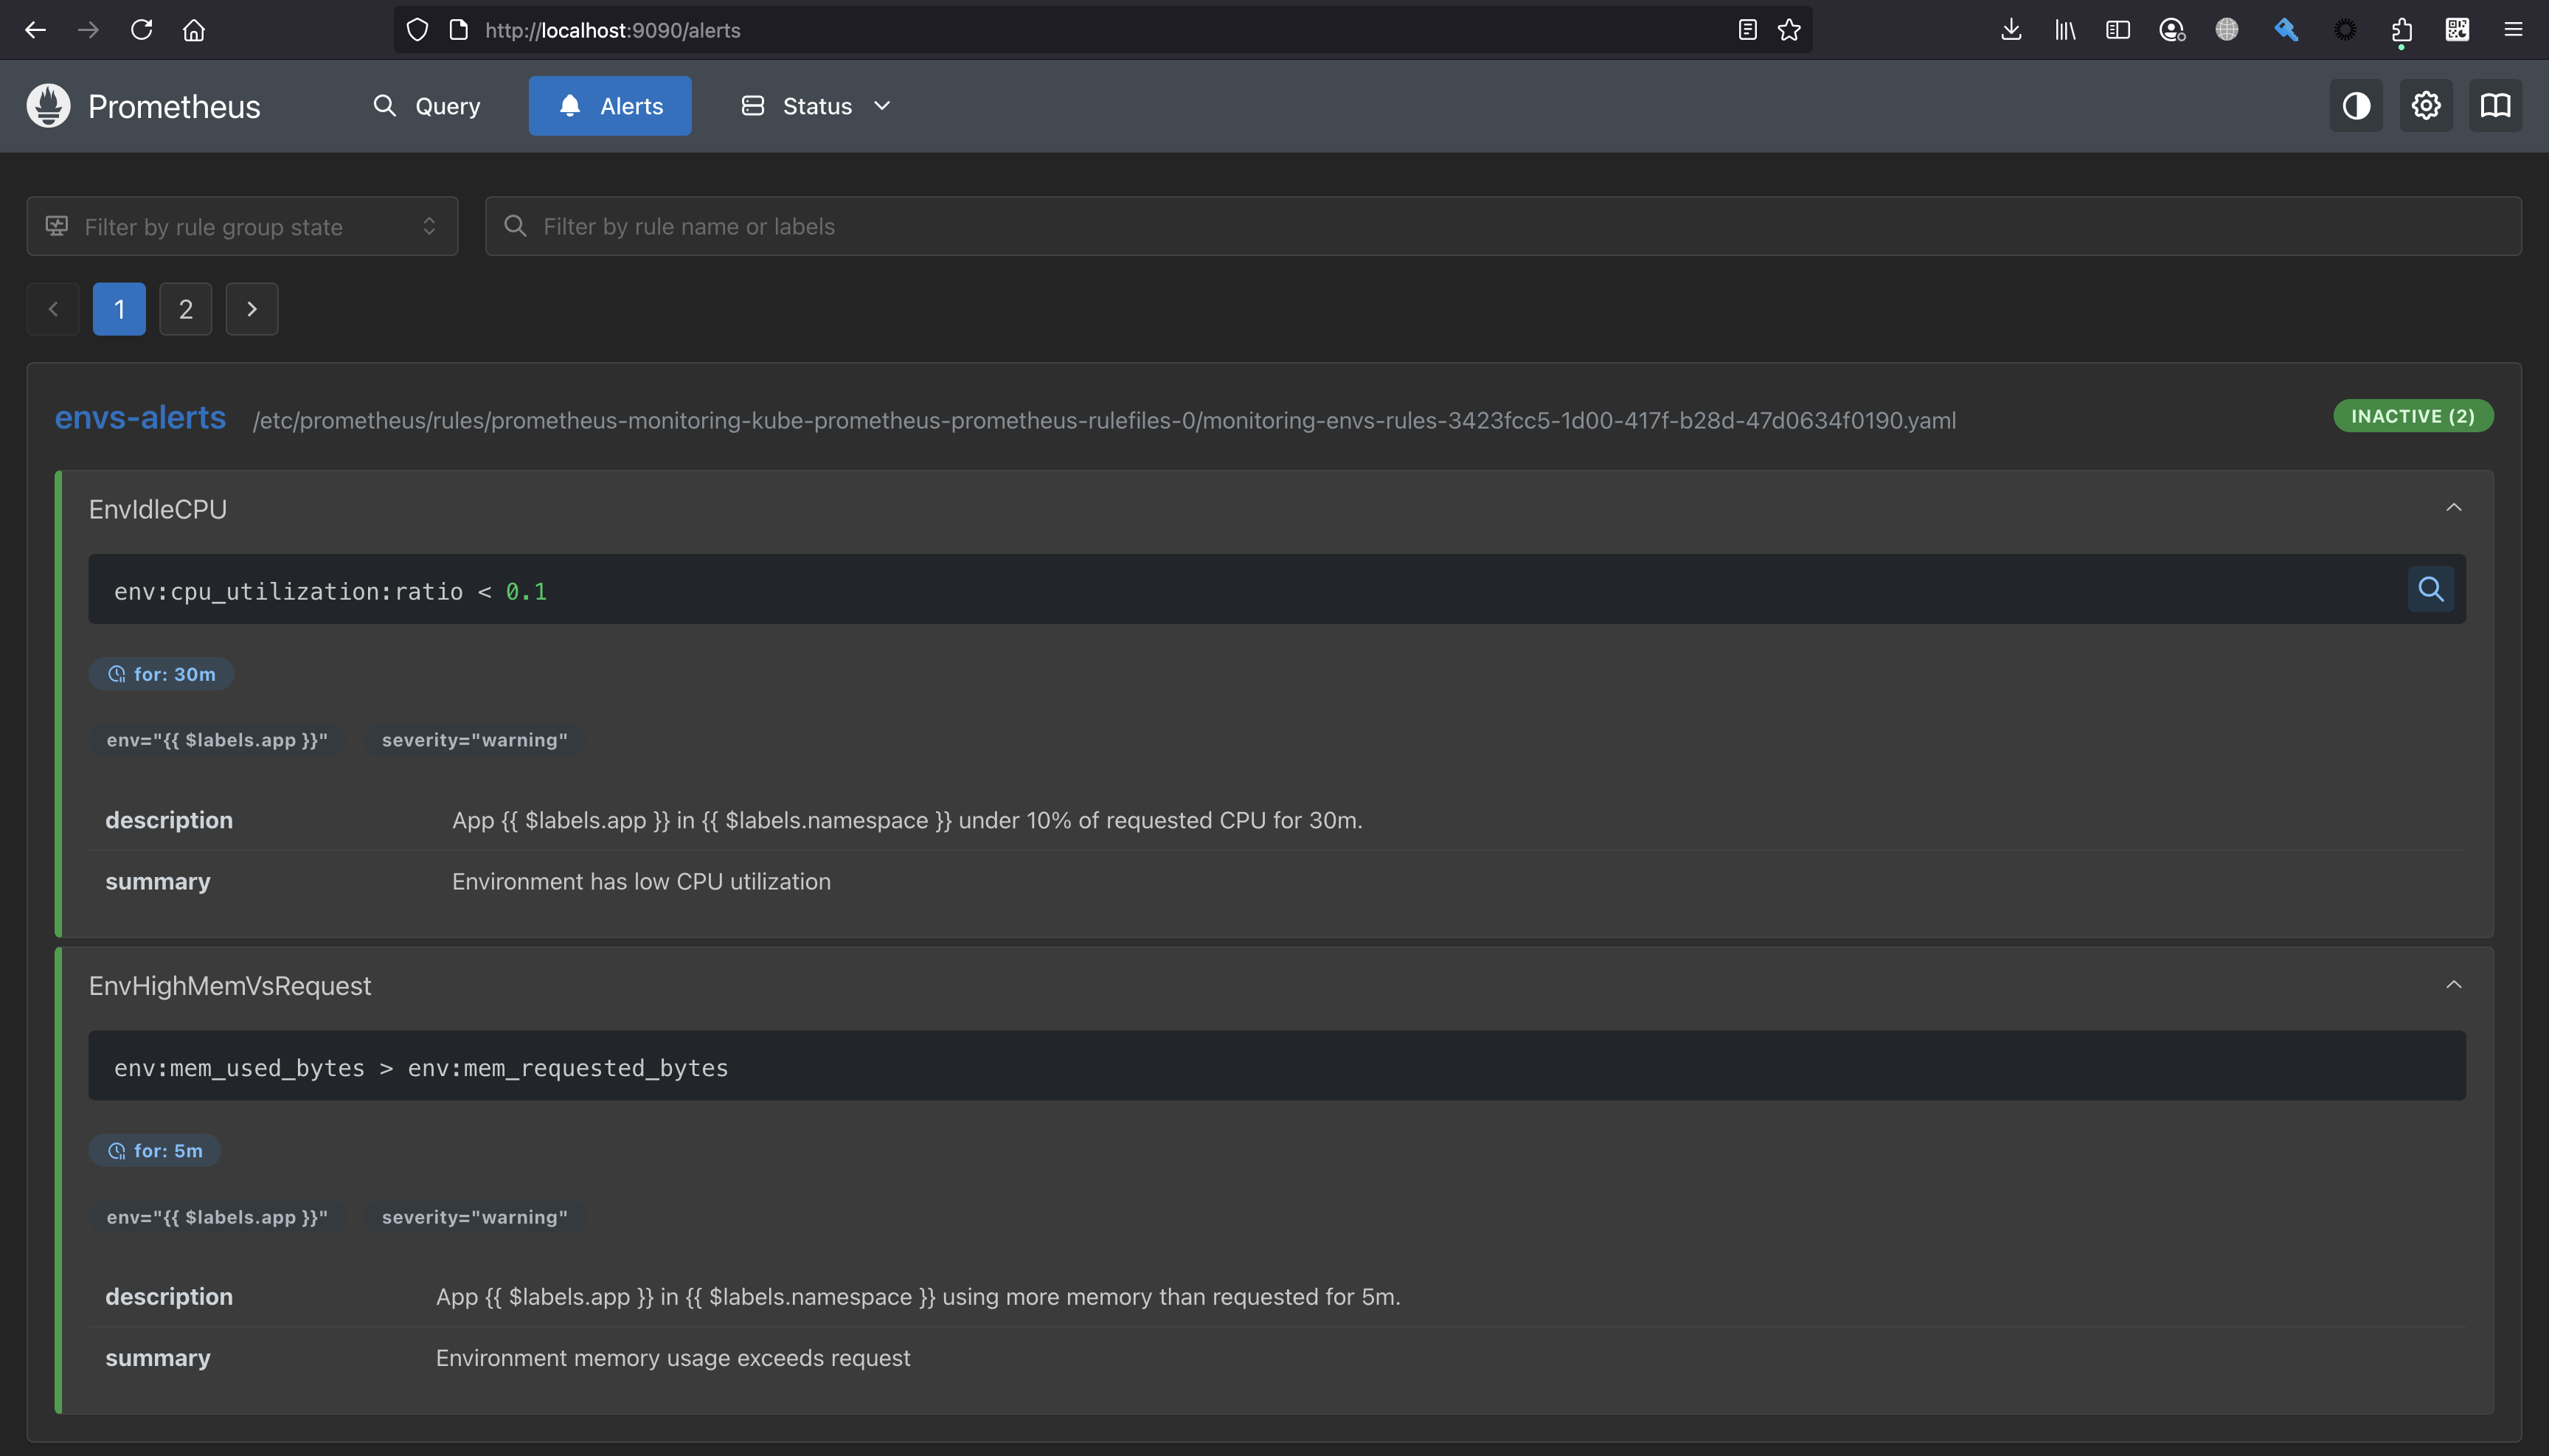 http://localhost:9090/alerts
Prometheus Query Alerts Status
Filter by rule group state Filter by rule name or labels
1 2
envs-alerts /etc/prometheus/rules/prometheus-monitoring-kube-prometheus-prometheus-rulefiles-0/monitoring-envs-rules-3423fcc5-1d00-417f-b28d-47d0634f0190.yaml INACTIVE (2)
EnvIdleCPU
env:cpu_utilization:ratio < 0.1
for: 30m
env="{{ $labels.app }}" severity="warning"
description App {{ $labels.app }} in {{ $labels.namespace }} under 10% of requested CPU for 30m.
summary Environment has low CPU utilization
EnvHighMemVsRequest
env:mem_used_bytes > env:mem_requested_bytes
for: 5m
env="{{ $labels.app }}" severity="warning"
description App {{ $labels.app }} in {{ $labels.namespace }} using more memory than requested for 5m.
summary Environment memory usage exceeds request